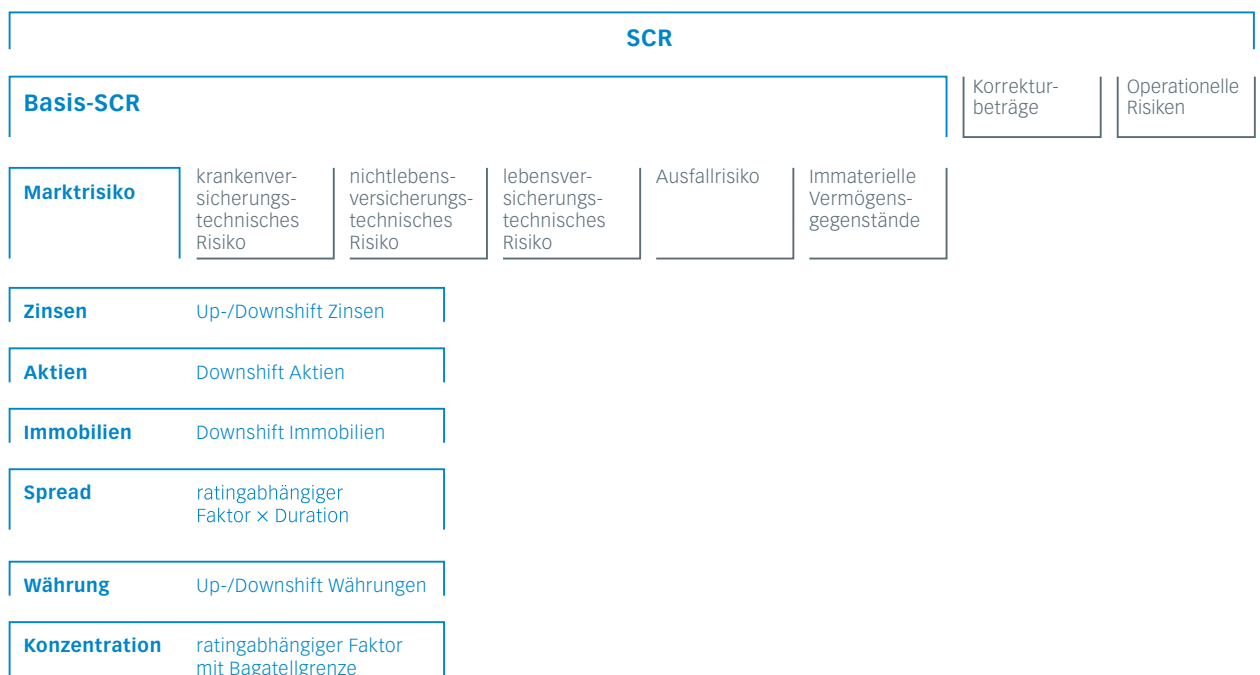 SCR
Basis-SCR
Korrektur-
beträge
Operationelle
Risiken
Marktrisiko
krankenver-
sicherungs-
technisches
Risiko
nichtlebens-
versicherungs-
technisches
Risiko
lebensver-
sicherungs-
technisches
Risiko
Ausfallrisiko
Immaterielle
Vermögens-
gegenstände
Zinsen Up-/Downshift Zinsen
Aktien Downshift Aktien
Immobilien Downshift Immobilien
Spread ratingabhängiger
Faktor × Duration
Währung Up-/Downshift Währungen
Konzentration ratingabhängiger Faktor
mit Bagatellgrenze